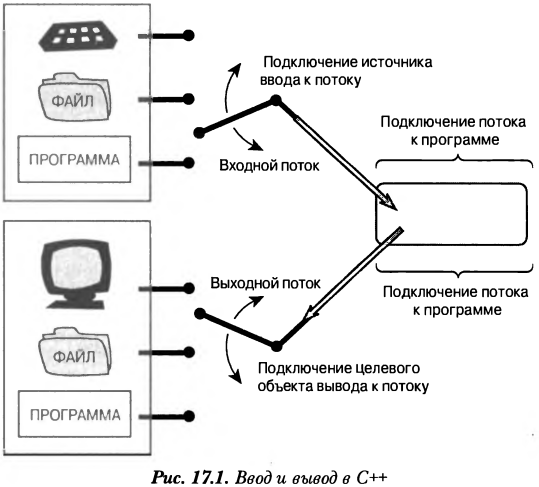 Подключение источника
ввода к потоку
ФАЙЛ
ПРОГРАММА
Входной поток
Подключение потока
к программе
Выходной поток
Подключение потока
к программе
ФАЙЛ
ПРОГРАММА
Подключение целевого
объекта вывода к потоку
Рис. 17.1. Ввод и вывод в C++